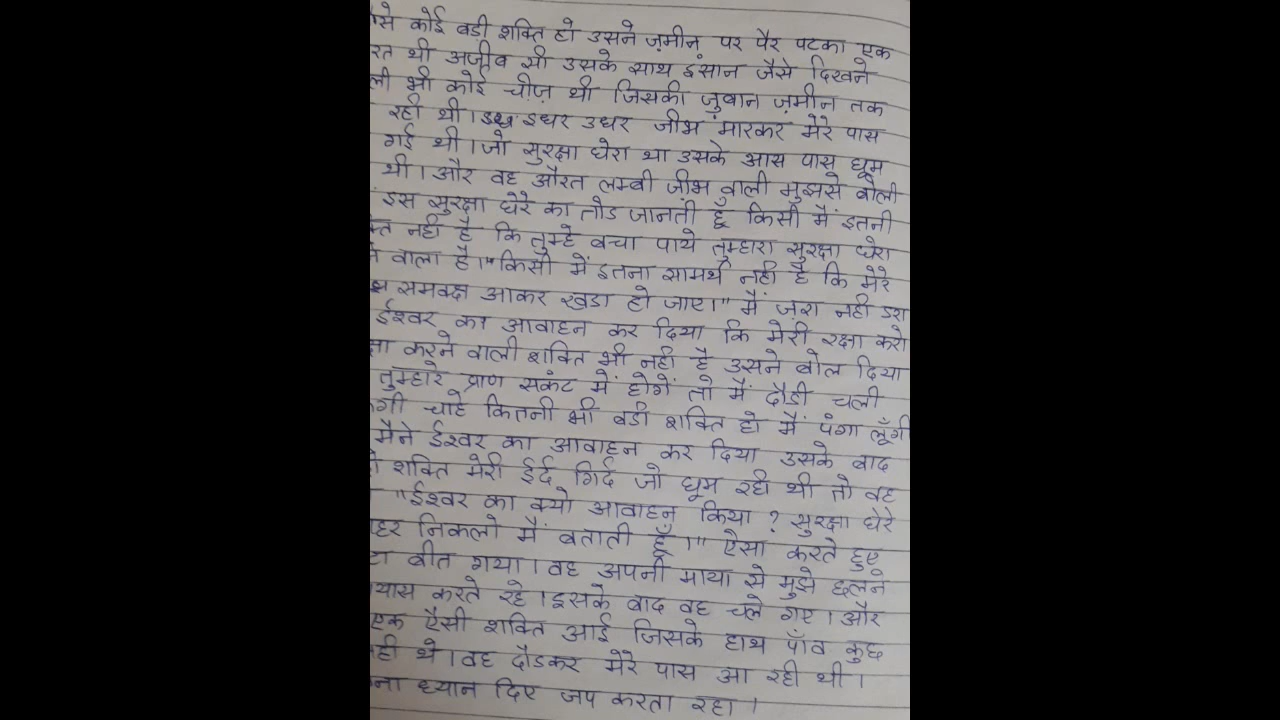 से कोई बडी शक्ति हो उसने ज़मीन पर पैर पटका एक
रत थी अजीब सी उसके साथ इंसान जैसे दिखने
ली भी कोई चीज़ थी जिसकी जुबान ज़मीन तक
रही थी। इधर उधर जीभ मारकर मेरे पास
गई थी। जो सुरक्षा घेरा था उसके आस पास घूम
थी। और वह औरत लम्बी जीभ वाली मुझसे बोली
इस सुरक्षा घेरे का तोड जानती हूँ किसी में इतनी
नही है कि तुम्हे बचा पाये तुम्हारा सुरक्षा घेरा
ने वाला है।" "किसी में इतना सामर्थ नही है कि मेरे
समक्ष आकर खडा हो जाए।" मैं ज़रा नही डरा
ईश्वर का आवाहन कर दिया कि मेरी रक्षा करो
क्षा करने वाली शक्ति भी नही है उसने बोल दिया
तुम्हारे प्राण सकंट में होगें तो मैं दौडी चली
गी चाहे कितनी भी बडी शक्ति हो मैं पंगा लूँगी
मैने ईश्वर का आवाहन कर दिया उसके बाद
शक्ति मेरी ईर्द गिर्द जो घूम रही थी तो वह
"ईश्वर का क्यो आवाहन किया ? सुरक्षा घेरे
हर निकलो मैं बताती हूँ।" ऐसा करते हुए
टा बीत गया। वह अपनी माया से मुझे छलने
यास करते रहे। इसके बाद वह चले गए। और
एक ऐसी शक्ति आई जिसके हाथ पाँव कुछ
ही थे। वह दौडकर मेरे पास आ रही थी।
ना ध्यान दिए जप करता रहा।